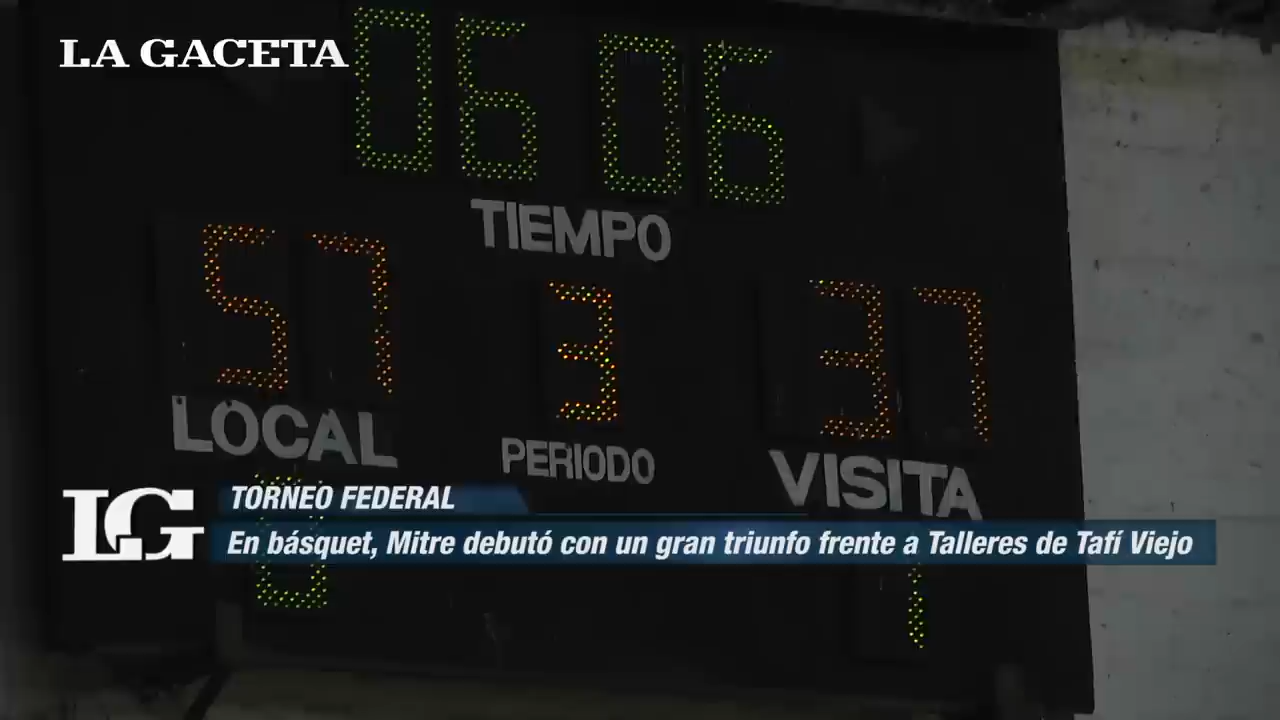 LA GACETA
06 06
TIEMPO
57 3 37
LOCAL PERIODO VISITA
LG TORNEO FEDERAL
En básquet, Mitre debutó con un gran triunfo frente a Talleres de Tafí Viejo